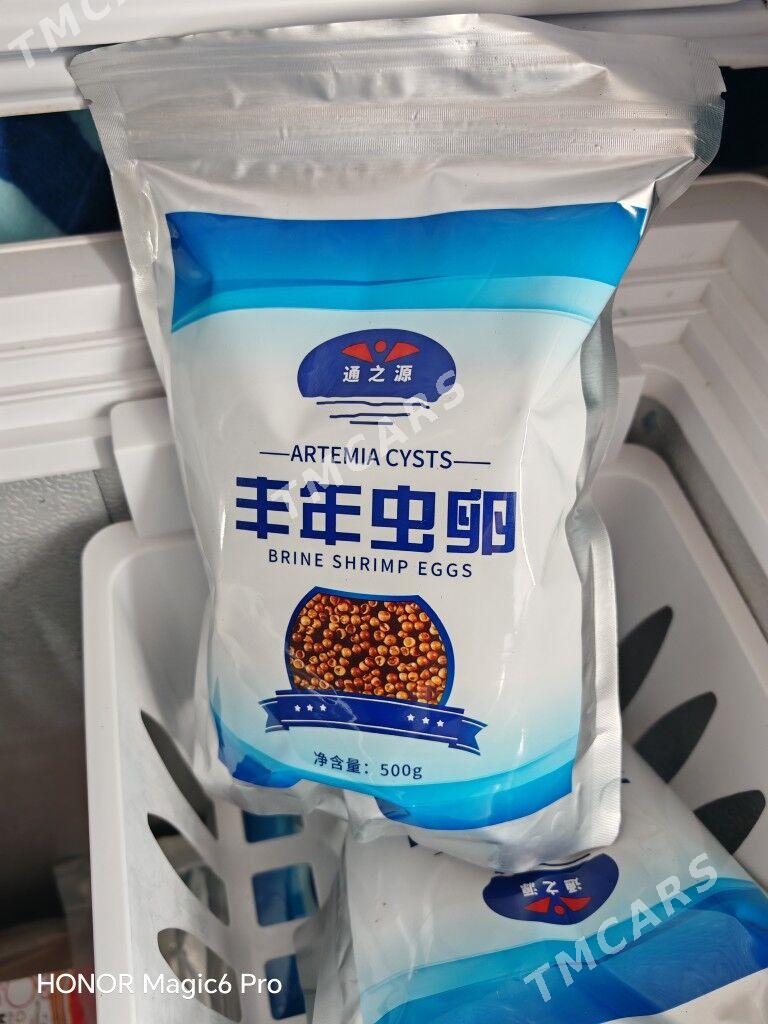 TMCARS
通之源
TMCARS
ARTEMIA CYSTS
丰年虫卵
BRINE SHRIMP EGGS
净含量：500g
通之源
TMCARS
HONOR Magic6 Pro